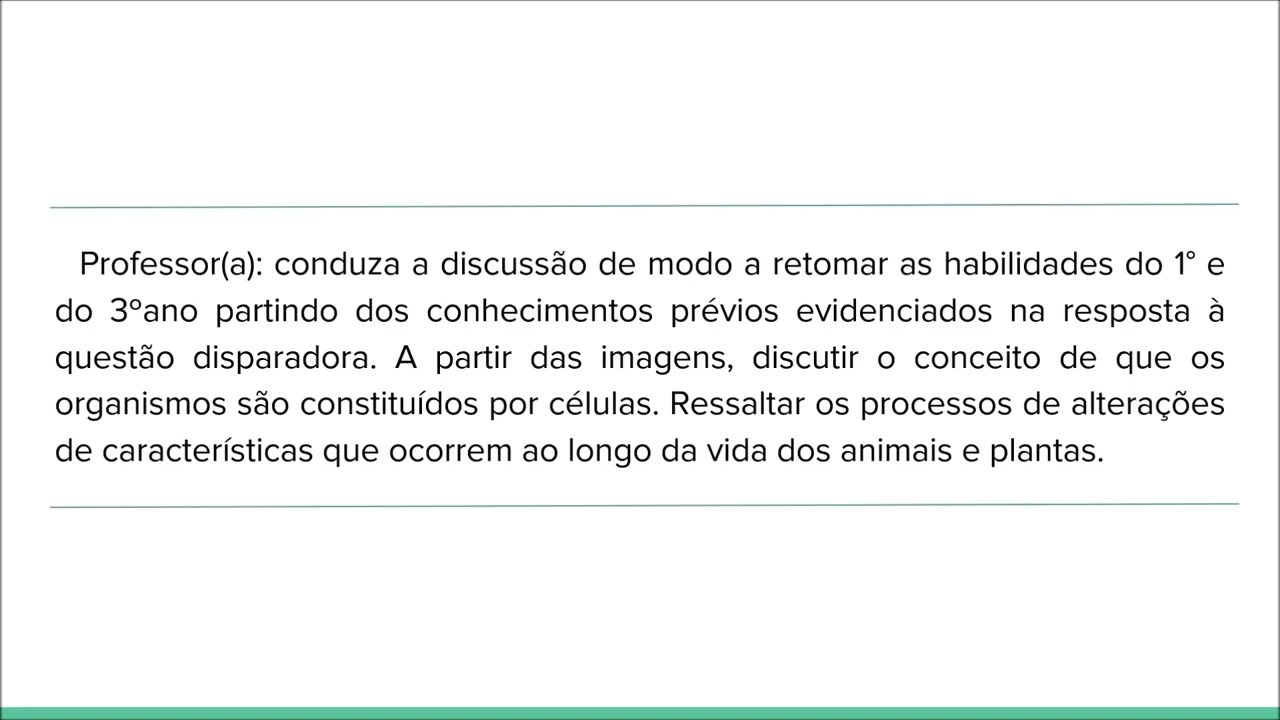 Professor(a): conduza a discussão de modo a retomar as habilidades do 1° e
do 3ºano partindo dos conhecimentos prévios evidenciados na resposta à
questão disparadora. A partir das imagens, discutir o conceito de que os
organismos são constituídos por células. Ressaltar os processos de alterações
de características que ocorrem ao longo da vida dos animais e plantas.